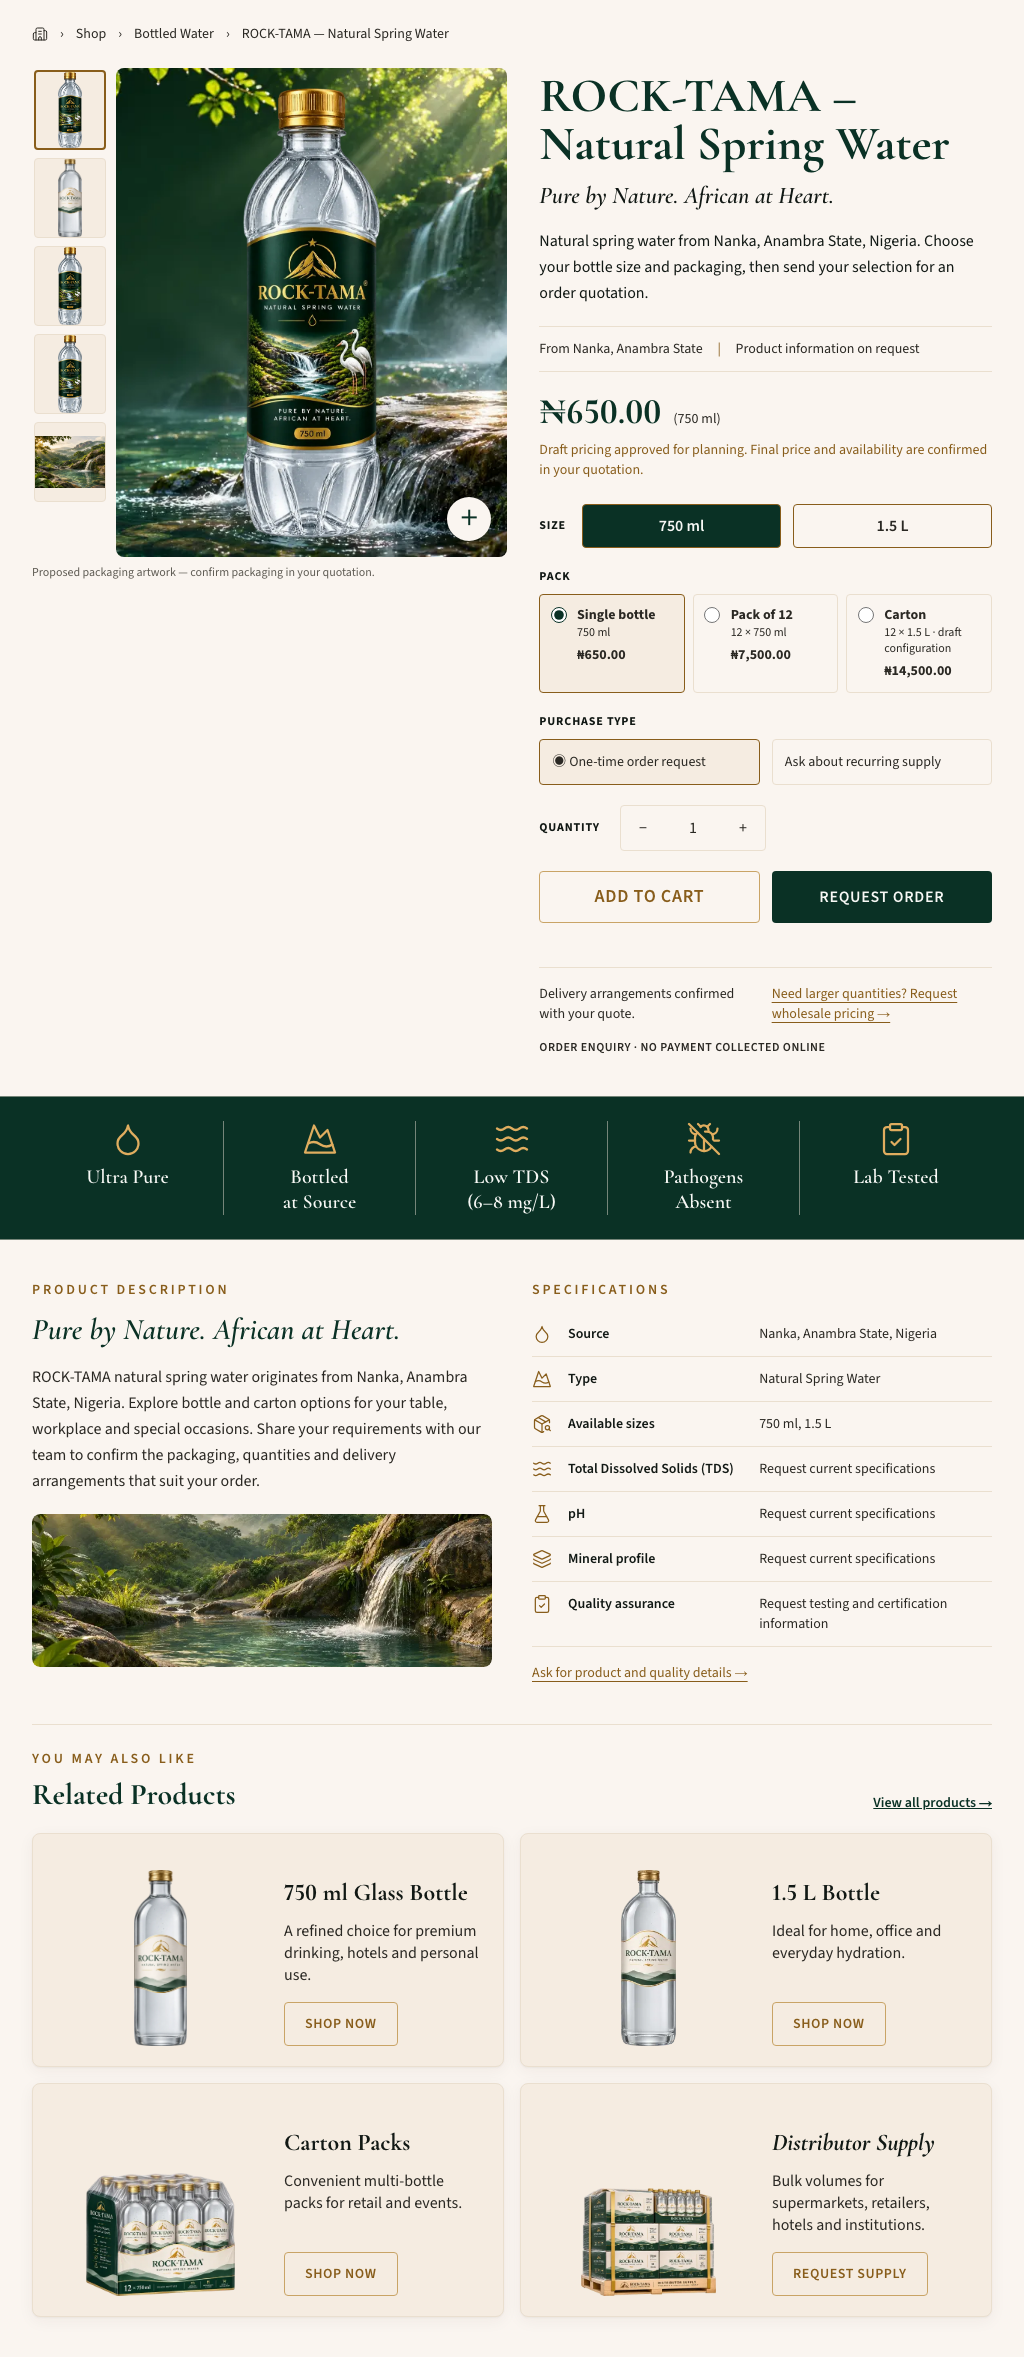 › Shop › Bottled Water › ROCK-TAMA — Natural Spring Water
ROCK-TAMA®
NATURAL SPRING WATER
PURE BY NATURE.
AFRICAN AT HEART.
750 ml
Proposed packaging artwork — confirm packaging in your quotation.
ROCK-TAMA –
Natural Spring Water
Pure by Nature. African at Heart.
Natural spring water from Nanka, Anambra State, Nigeria. Choose
your bottle size and packaging, then send your selection for an
order quotation.
From Nanka, Anambra State | Product information on request
₦650.00 (750 ml)
Draft pricing approved for planning. Final price and availability are confirmed
in your quotation.
SIZE 750 ml 1.5 L
PACK
Single bottle
750 ml
₦650.00
Pack of 12
12 × 750 ml
₦7,500.00
Carton
12 × 1.5 L · draft
configuration
₦14,500.00
PURCHASE TYPE
One-time order request
Ask about recurring supply
QUANTITY − 1 +
ADD TO CART
REQUEST ORDER
Delivery arrangements confirmed
with your quote.
Need larger quantities? Request
wholesale pricing →
ORDER ENQUIRY · NO PAYMENT COLLECTED ONLINE
Ultra Pure
Bottled
at Source
Low TDS
(6–8 mg/L)
Pathogens
Absent
Lab Tested
PRODUCT DESCRIPTION
Pure by Nature. African at Heart.
ROCK-TAMA natural spring water originates from Nanka, Anambra
State, Nigeria. Explore bottle and carton options for your table,
workplace and special occasions. Share your requirements with our
team to confirm the packaging, quantities and delivery
arrangements that suit your order.
SPECIFICATIONS
Source Nanka, Anambra State, Nigeria
Type Natural Spring Water
Available sizes 750 ml, 1.5 L
Total Dissolved Solids (TDS) Request current specifications
pH Request current specifications
Mineral profile Request current specifications
Quality assurance Request testing and certification
information
Ask for product and quality details →
YOU MAY ALSO LIKE
Related Products
View all products →
ROCK-TAMA
750 ml Glass Bottle
A refined choice for premium
drinking, hotels and personal
use.
SHOP NOW
ROCK-TAMA
1.5 L Bottle
Ideal for home, office and
everyday hydration.
SHOP NOW
ROCK-TAMA
12 × 750 ml
Carton Packs
Convenient multi-bottle
packs for retail and events.
SHOP NOW
Distributor Supply
Bulk volumes for
supermarkets, retailers,
hotels and institutions.
REQUEST SUPPLY